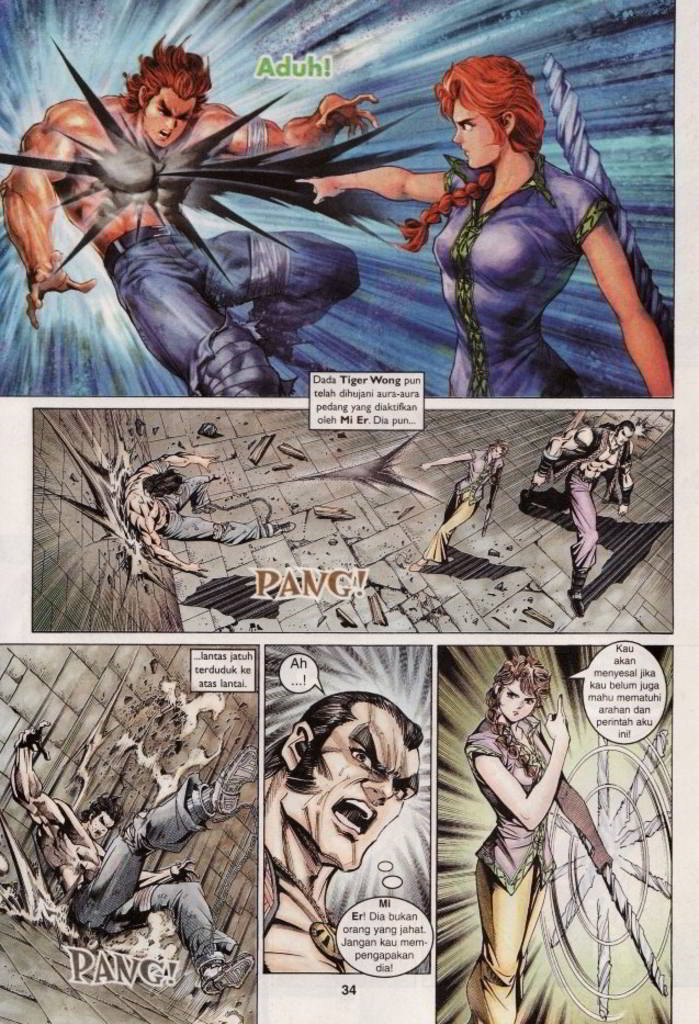 Aduh!
Dada Tiger Wong pun
telah dihujani aura-aura
pedang yang diaktifkan
oleh Mi Er. Dia pun...
PANG!
...lantas jatuh
terduduk ke
atas lantai.
PANG!
Ah
...!
Mi
Er! Dia bukan
orang yang jahat.
Jangan kau mem-
pengapakan
dia!
Kau
akan
menyesal jika
kau belum juga
mahu mematuhi
arahan dan
perintah aku
ini!
34